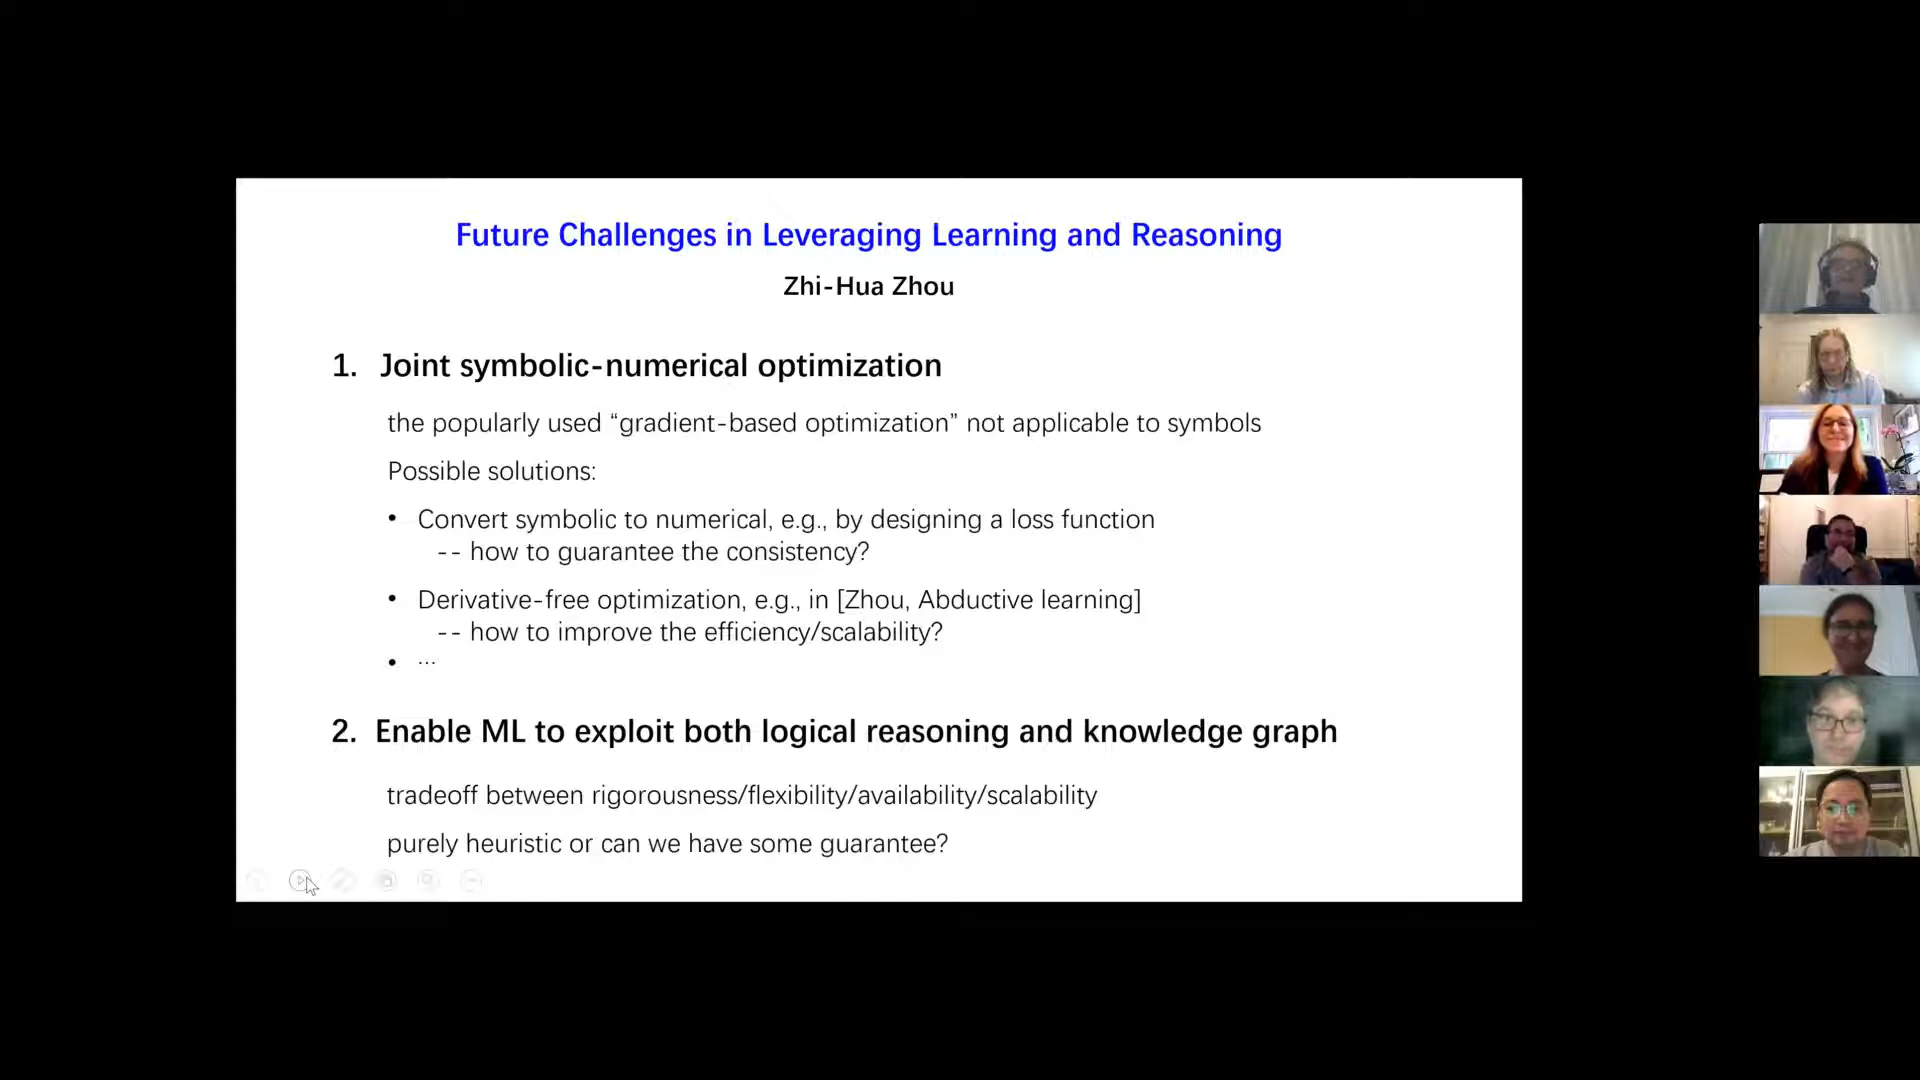 Future Challenges in Leveraging Learning and Reasoning
Zhi-Hua Zhou
1. Joint symbolic-numerical optimization
the popularly used “gradient-based optimization” not applicable to symbols
Possible solutions:
• Convert symbolic to numerical, e.g., by designing a loss function
-- how to guarantee the consistency?
• Derivative-free optimization, e.g., in [Zhou, Abductive learning]
-- how to improve the efficiency/scalability?
• ...
2. Enable ML to exploit both logical reasoning and knowledge graph
tradeoff between rigorousness/flexibility/availability/scalability
purely heuristic or can we have some guarantee?